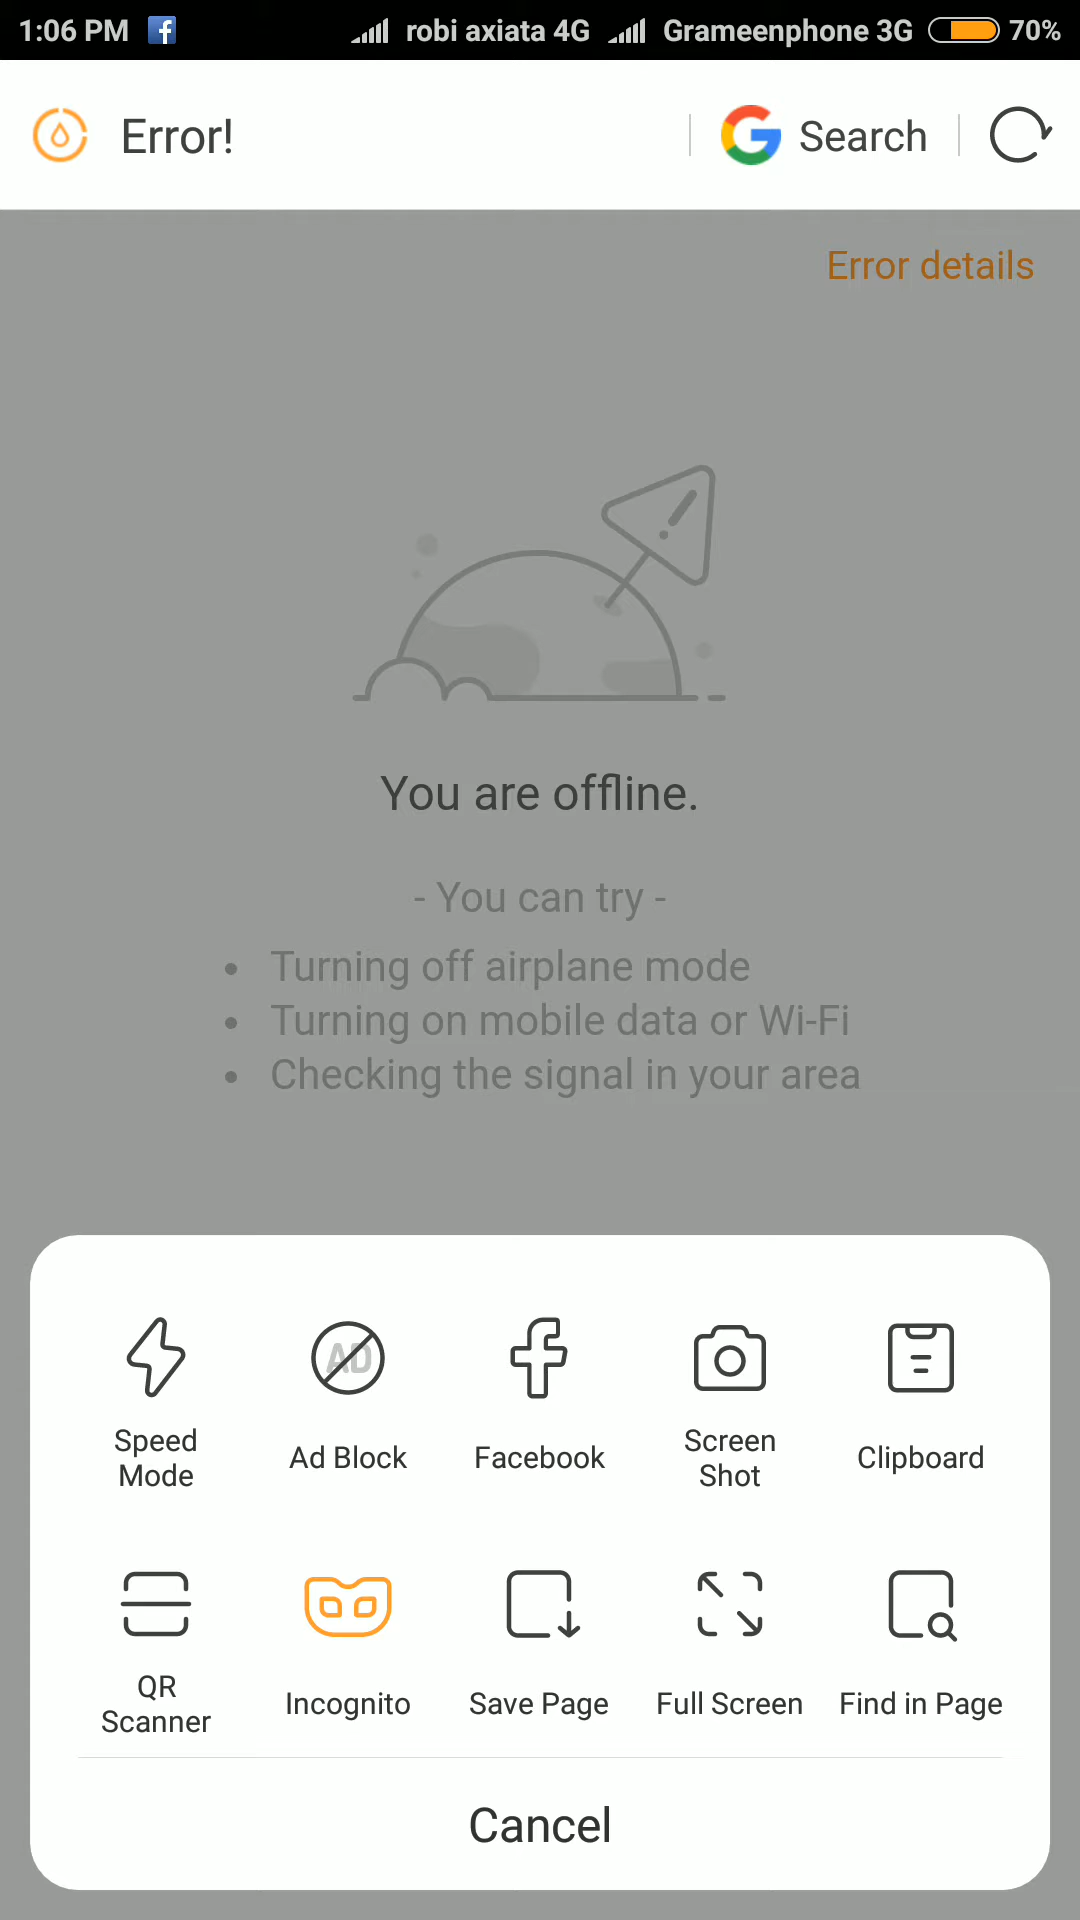 1:06 PM robi axiata 4G Grameenphone 3G 70%
Error! Search
Error details
You are offline.
- You can try -
• Turning off airplane mode
• Turning on mobile data or Wi-Fi
• Checking the signal in your area
AD
Speed Mode
Ad Block
Facebook
Screen Shot
Clipboard
QR Scanner
Incognito
Save Page
Full Screen
Find in Page
Cancel